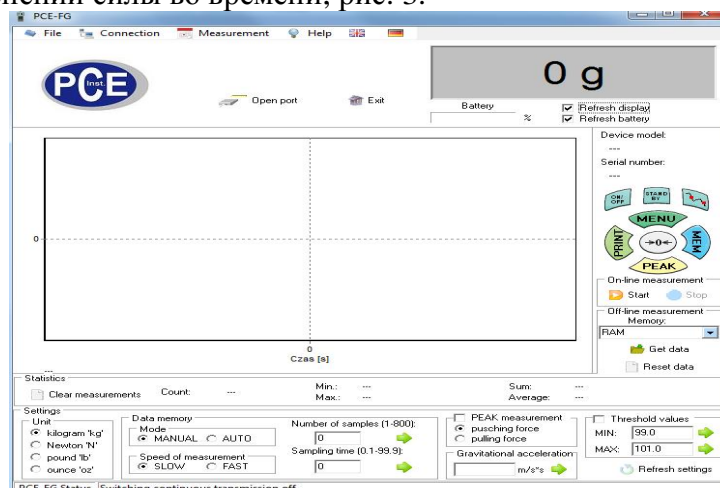 нении силы во времени, рис. 3.
PCE-FG
File Connection Measurement Help
PCE Inst.
Open port Exit
0 g
Battery
%
Refresh display
Refresh battery
Device model:
---
Serial number:
---
ON/OFF STAND BY
MENU
PRINT →0← MEM
PEAK
On-line measurement
Start Stop
Off-line measurement
Memory:
RAM
Get data
Reset data
0
0
Czas [s]
---
Statistics
Clear measurements Count: --- Min.: --- Sum: ---
Max.: --- Average: ---
Settings
Unit
kilogram 'kg'
Newton 'N'
pound 'lb'
ounce 'oz'
Data memory
Mode
MANUAL AUTO
Speed of measurement
SLOW FAST
Number of samples (1-800):
0
Sampling time (0.1-99.9):
0
PEAK measurement
pusching force
pulling force
Gravitational acceleration
m/s*s
Threshold values
MIN: 99.0
MAX: 101.0
Refresh settings
PCE-FG Status Switching continuous transmission off